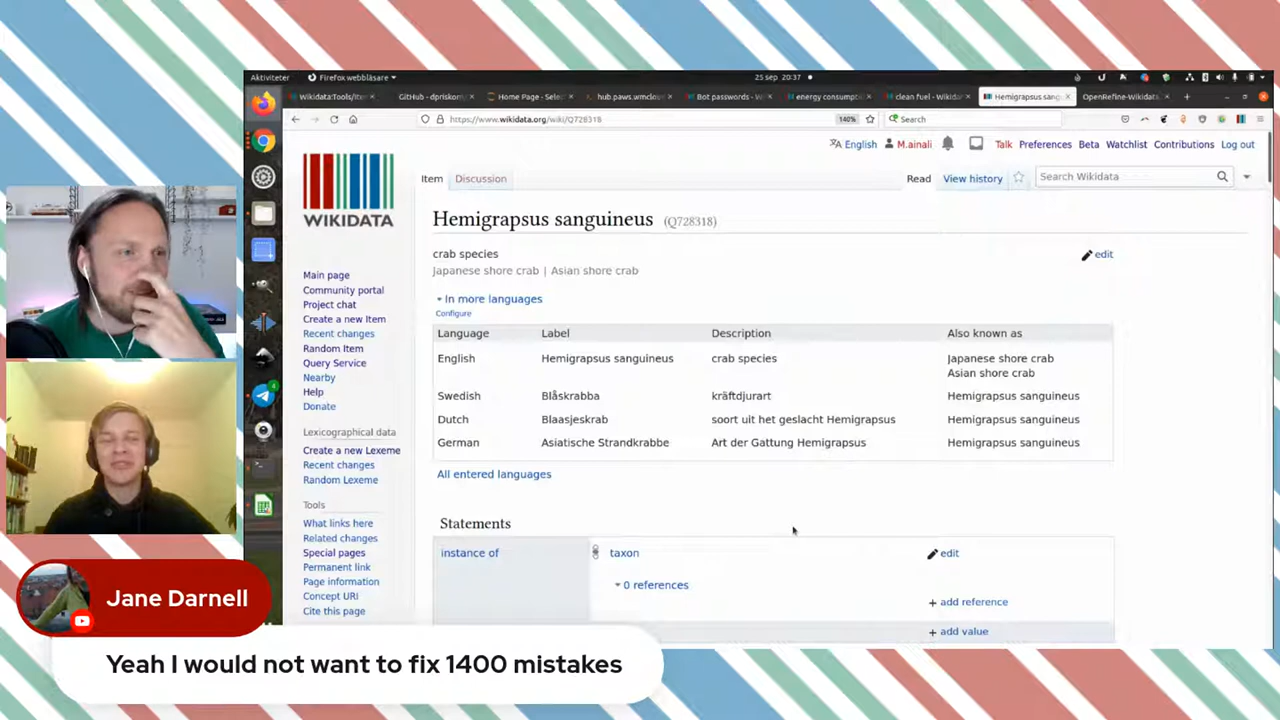 Aktiviteter
Firefox webbläsare
25 sep 20:37
Wikidata:Tools/Ite
GitHub - dpriskorn
Home Page - Sele
hub.paws.wmcloud
Bot passwords - W
energy consumpti
clean fuel - Wikidat
Hemigrapsus sang
OpenRefine-Wikidata
https://www.wikidata.org/wiki/Q728318
140%
Search
English
M.ainali
Talk
Preferences
Beta
Watchlist
Contributions
Log out
WIKIDATA
Item
Discussion
Read
View history
Search Wikidata
Hemigrapsus sanguineus (Q728318)
crab species
edit
Japanese shore crab | Asian shore crab
In more languages
Configure
Language Label Description Also known as
English Hemigrapsus sanguineus crab species Japanese shore crab
Asian shore crab
Swedish Blåskrabba kräftdjurart Hemigrapsus sanguineus
Dutch Blaasjeskrab soort uit het geslacht Hemigrapsus Hemigrapsus sanguineus
German Asiatische Strandkrabbe Art der Gattung Hemigrapsus Hemigrapsus sanguineus
All entered languages
Statements
instance of
taxon
edit
0 references
+ add reference
+ add value
Main page
Community portal
Project chat
Create a new Item
Recent changes
Random Item
Query Service
Nearby
Help
Donate
Lexicographical data
Create a new Lexeme
Recent changes
Random Lexeme
Tools
What links here
Related changes
Special pages
Permanent link
Page information
Concept URI
Cite this page
4
Jane Darnell
Yeah I would not want to fix 1400 mistakes